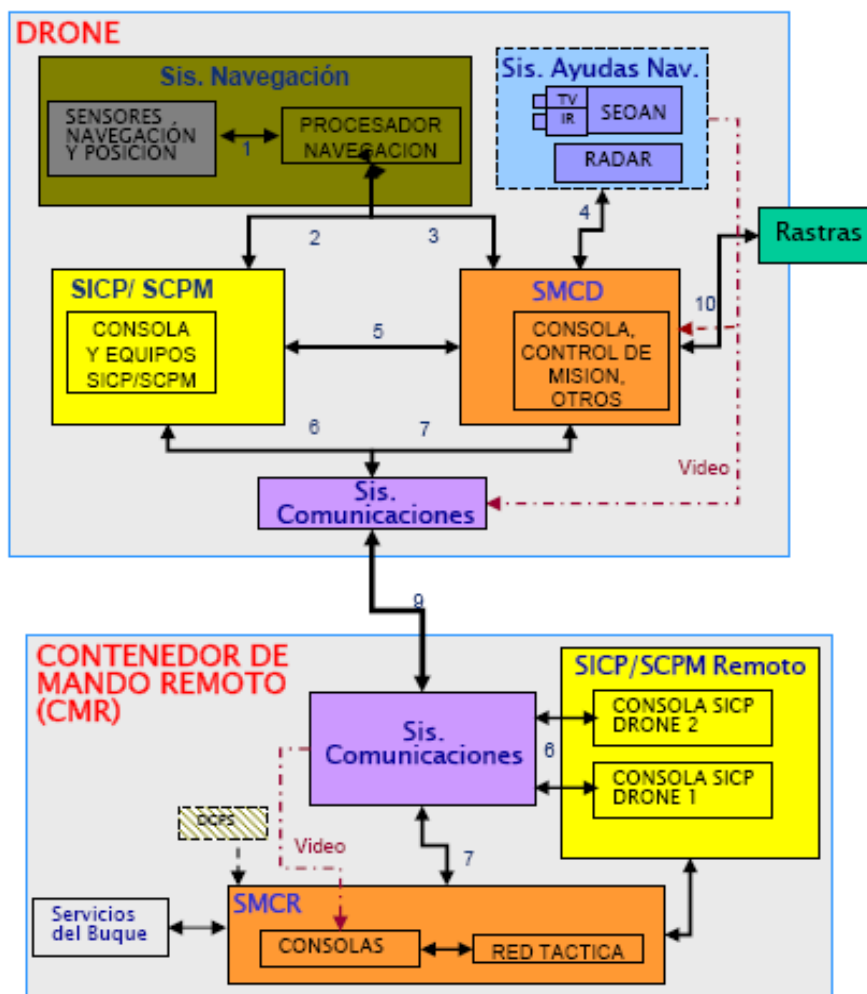 DRONE
Sis. Navegación
SENSORES
NAVEGACIÓN
Y POSICIÓN
1
PROCESADOR
NAVEGACION
Sis. Ayudas Nav.
TV
IR
SEOAN
RADAR
2
3
4
Rastras
SICP/ SCPM
CONSOLA
Y EQUIPOS
SICP/SCPM
5
SMCD
CONSOLA,
CONTROL DE
MISION,
OTROS
10
6
7
Video
Sis.
Comunicaciones
9
CONTENEDOR DE
MANDO REMOTO
(CMR)
SICP/SCPM Remoto
CONSOLA SICP
DRONE 2
Sis.
Comunicaciones
6
CONSOLA SICP
DRONE 1
Video
7
Servicios
del Buque
SMCR
CONSOLAS
RED TACTICA